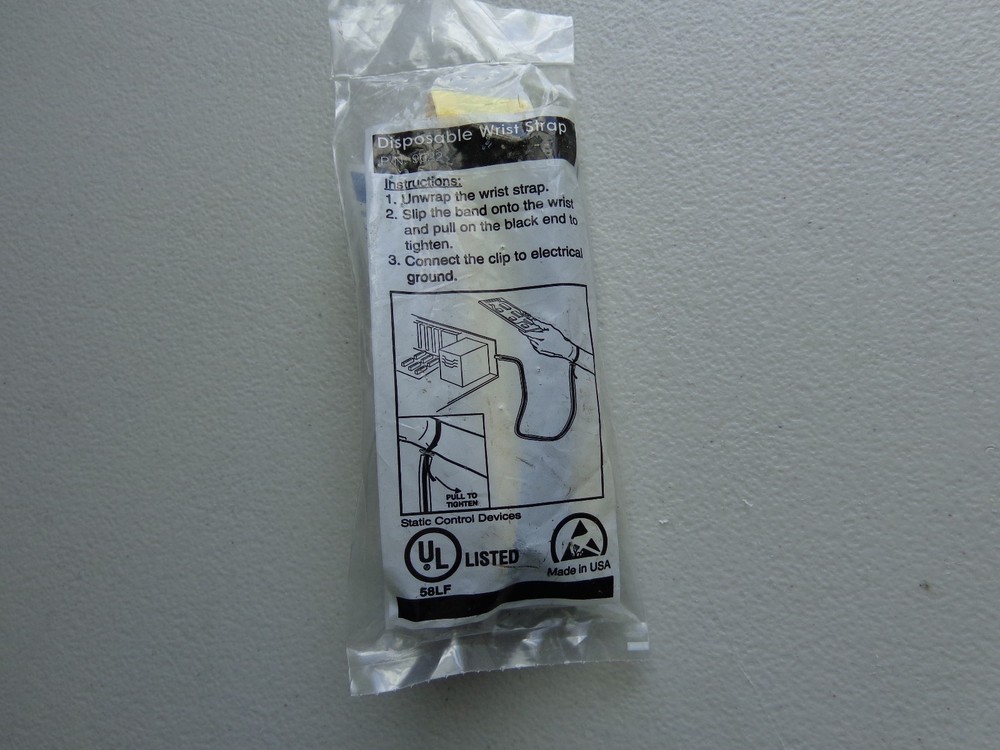 Disposable Wrist Strap
Instructions:
1. Unwrap the wrist strap.
2. Slip the band onto the wrist
and pull on the black end to
tighten.
3. Connect the clip to electrical
ground.
PULL TO
TIGHTEN
Static Control Devices
UL
®
LISTED
58LF
Made in USA